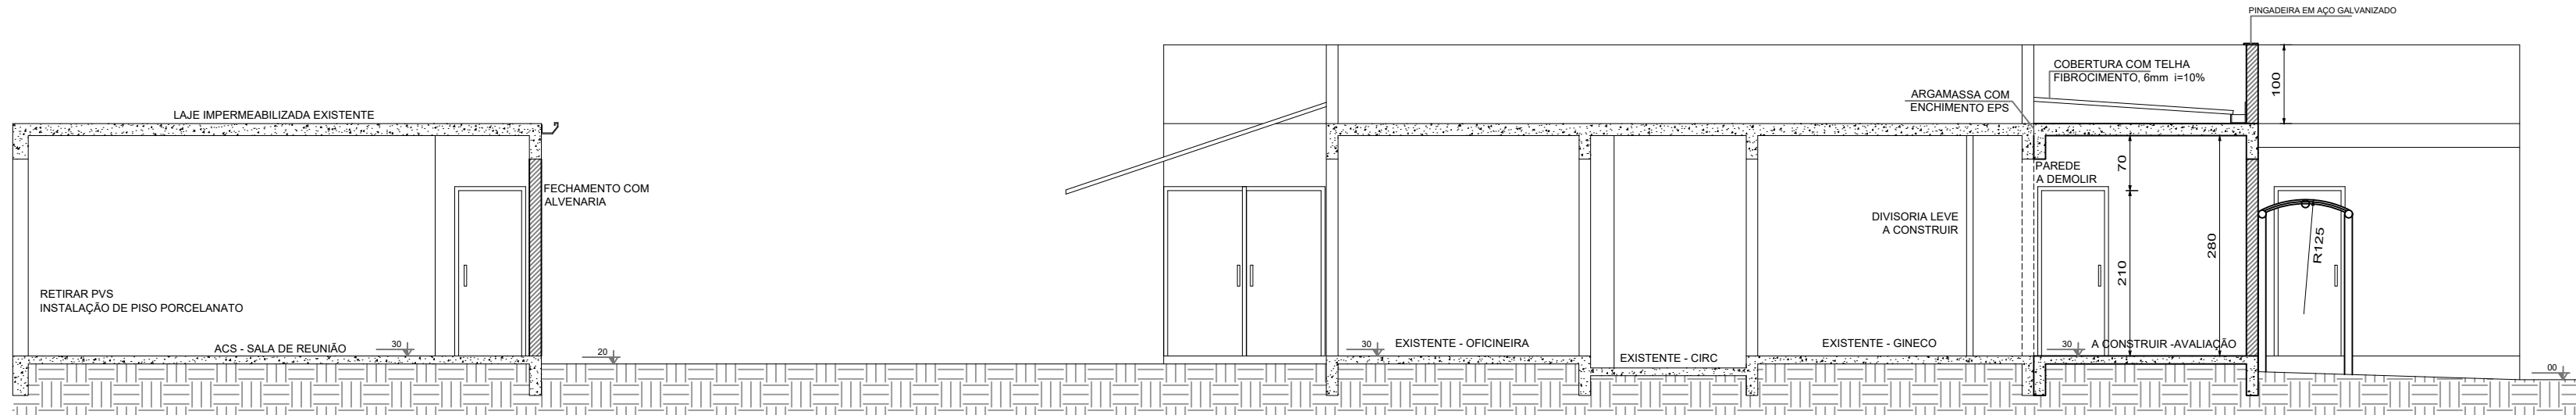 PINGADEIRA EM AÇO GALVANIZADO
COBERTURA COM TELHA
FIBROCIMENTO, 6mm i=10%
100
ARGAMASSA COM
ENCHIMENTO EPS
LAJE IMPERMEABILIZADA EXISTENTE
FECHAMENTO COM
ALVENARIA
PAREDE
A DEMOLIR
70
DIVISORIA LEVE
A CONSTRUIR
280
210
R125
RETIRAR PVS
INSTALAÇÃO DE PISO PORCELANATO
ACS - SALA DE REUNIÃO
30
20
30
EXISTENTE - OFICINEIRA
EXISTENTE - CIRC
EXISTENTE - GINECO
30
A CONSTRUIR -AVALIAÇÃO
00